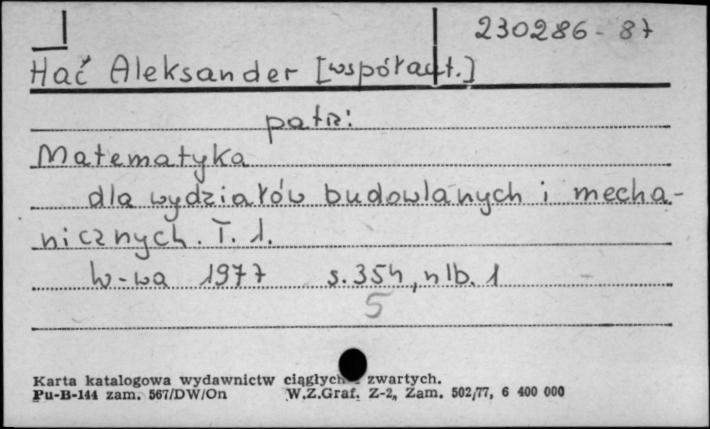 230286-87
Hać Aleksander [współaut.]
patrz:
Matematyka
dla wydziałów budowlanych i mecha-
nicznych. T. 1.
W-wa 1977 s. 354, nlb. 1
5
Karta katalogowa wydawnictw ciągłych zwartych.
Pu-B-144 zam. 567/DW/On W.Z.Graf. Z-2, Zam. 502/77, 6 400 000